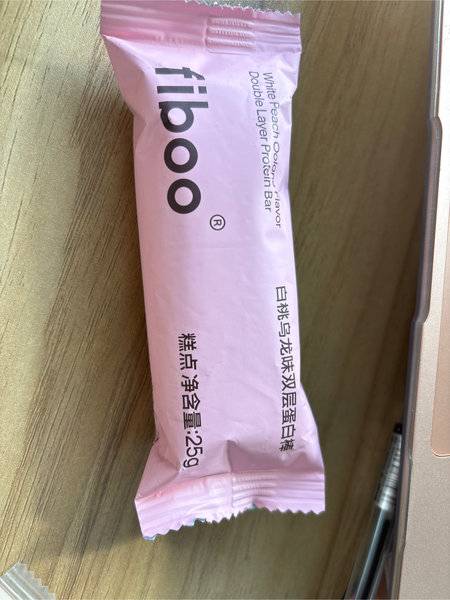 fiboo®
White Peach Oolong Flavor
Double Layer Protein Bar
白桃乌龙味双层蛋白棒
糕点 净含量:25g